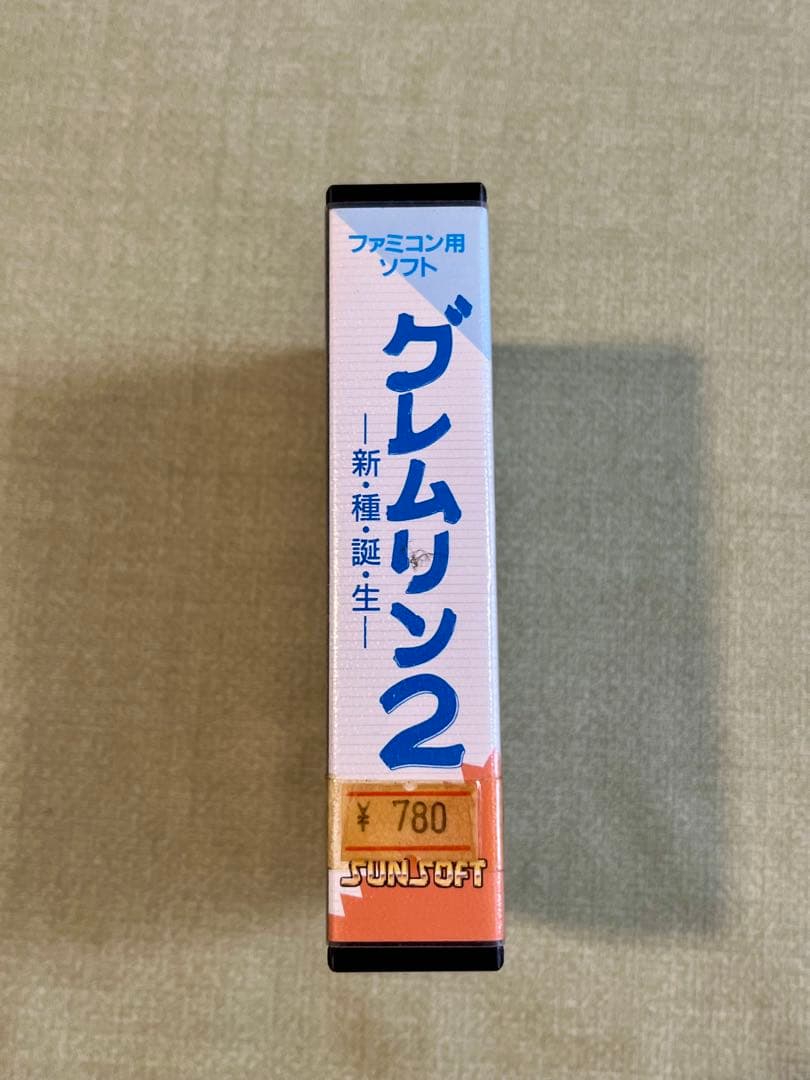 ファミコン用
ソフト
グレムリン2
―新・種・誕・生―
¥ 780
SUNSOFT